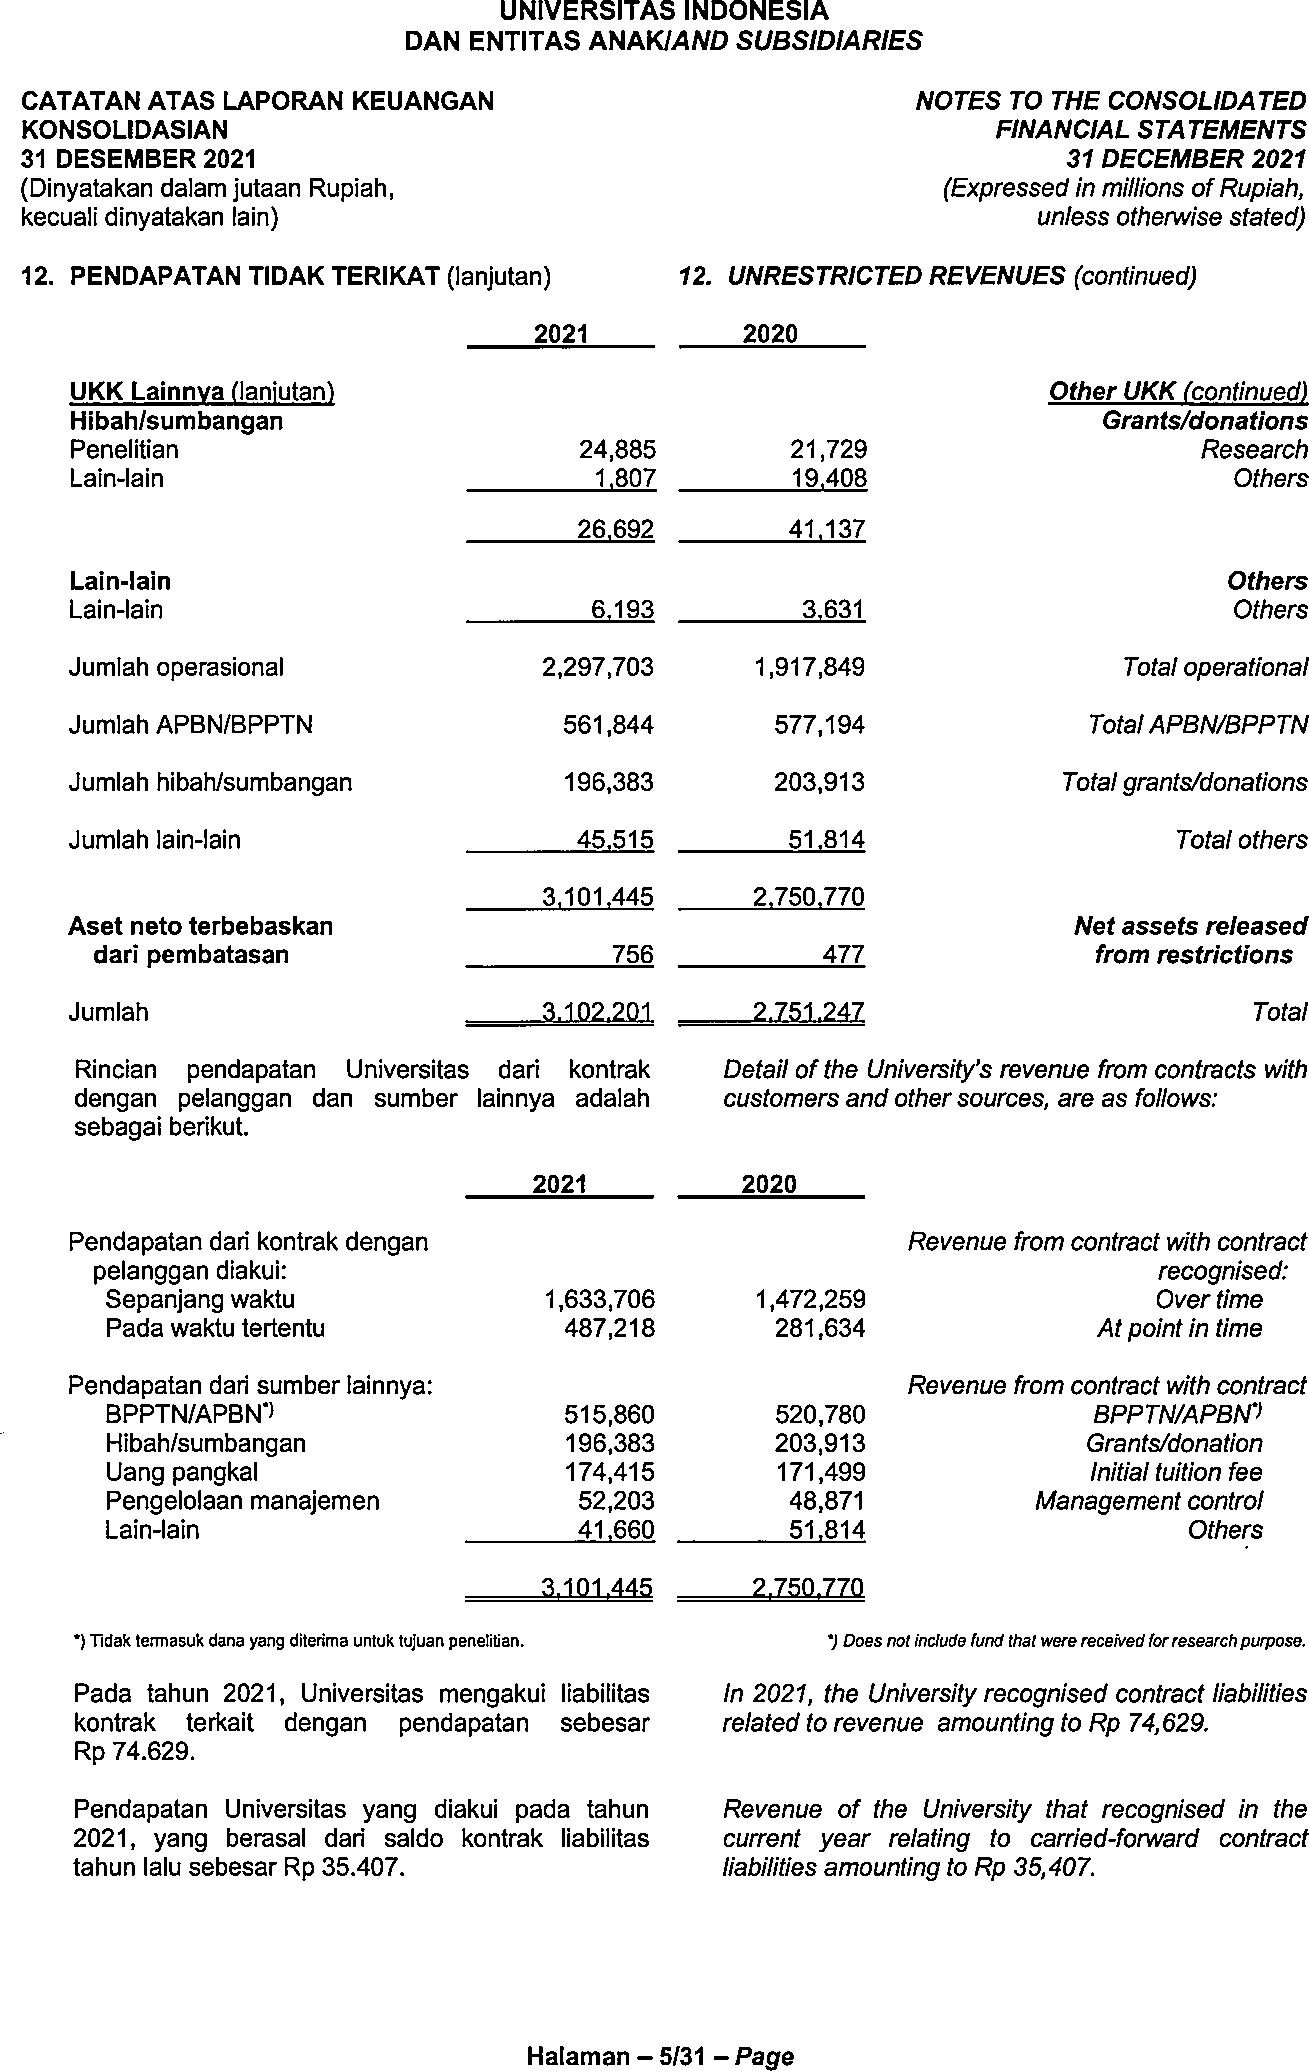 UNIVERSITAS INDONESIA
DAN ENTITAS ANAK/AND SUBSIDIARIES
CATATAN ATAS LAPORAN KEUANGAN
KONSOLIDASIAN
31 DESEMBER 2021
(Dinyatakan dalam jutaan Rupiah,
kecuali dinyatakan lain)
NOTES TO THE CONSOLIDATED
FINANCIAL STATEMENTS
31 DECEMBER 2021
(Expressed in millions of Rupiah,
unless otherwise stated)
12. PENDAPATAN TIDAK TERIKAT (lanjutan)
12. UNRESTRICTED REVENUES (continued)
2021 2020
UKK Lainnya (lanjutan) Other UKK (continued)
Hibah/sumbangan Grants/donations
Penelitian 24,885 21,729 Research
Lain-lain 1,807 19,408 Others
26,692 41,137
Lain-lain Others
Lain-lain 6,193 3,631 Others
Jumlah operasional 2,297,703 1,917,849 Total operational
Jumlah APBN/BPPTN 561,844 577,194 Total APBN/BPPTN
Jumlah hibah/sumbangan 196,383 203,913 Total grants/donations
Jumlah lain-lain 45,515 51,814 Total others
3,101,445 2,750,770
Aset neto terbebaskan Net assets released
dari pembatasan 756 477 from restrictions
Jumlah 3,102,201 2,751,247 Total
Rincian pendapatan Universitas dari kontrak
dengan pelanggan dan sumber lainnya adalah
sebagai berikut.
Detail of the University's revenue from contracts with
customers and other sources, are as follows:
2021 2020
Pendapatan dari kontrak dengan Revenue from contract with contract
pelanggan diakui: recognised:
Sepanjang waktu 1,633,706 1,472,259 Over time
Pada waktu tertentu 487,218 281,634 At point in time
Pendapatan dari sumber lainnya: Revenue from contract with contract
BPPTN/APBN*) 515,860 520,780 BPPTN/APBN*)
Hibah/sumbangan 196,383 203,913 Grants/donation
Uang pangkal 174,415 171,499 Initial tuition fee
Pengelolaan manajemen 52,203 48,871 Management control
Lain-lain 41,660 51,814 Others
3,101,445 2,750,770
*) Tidak termasuk dana yang diterima untuk tujuan penelitian.
*) Does not include fund that were received for research purpose.
Pada tahun 2021, Universitas mengakui liabilitas
kontrak terkait dengan pendapatan sebesar
Rp 74.629.
In 2021, the University recognised contract liabilities
related to revenue amounting to Rp 74,629.
Pendapatan Universitas yang diakui pada tahun
2021, yang berasal dari saldo kontrak liabilitas
tahun lalu sebesar Rp 35.407.
Revenue of the University that recognised in the
current year relating to carried-forward contract
liabilities amounting to Rp 35,407.
Halaman – 5/31 – Page